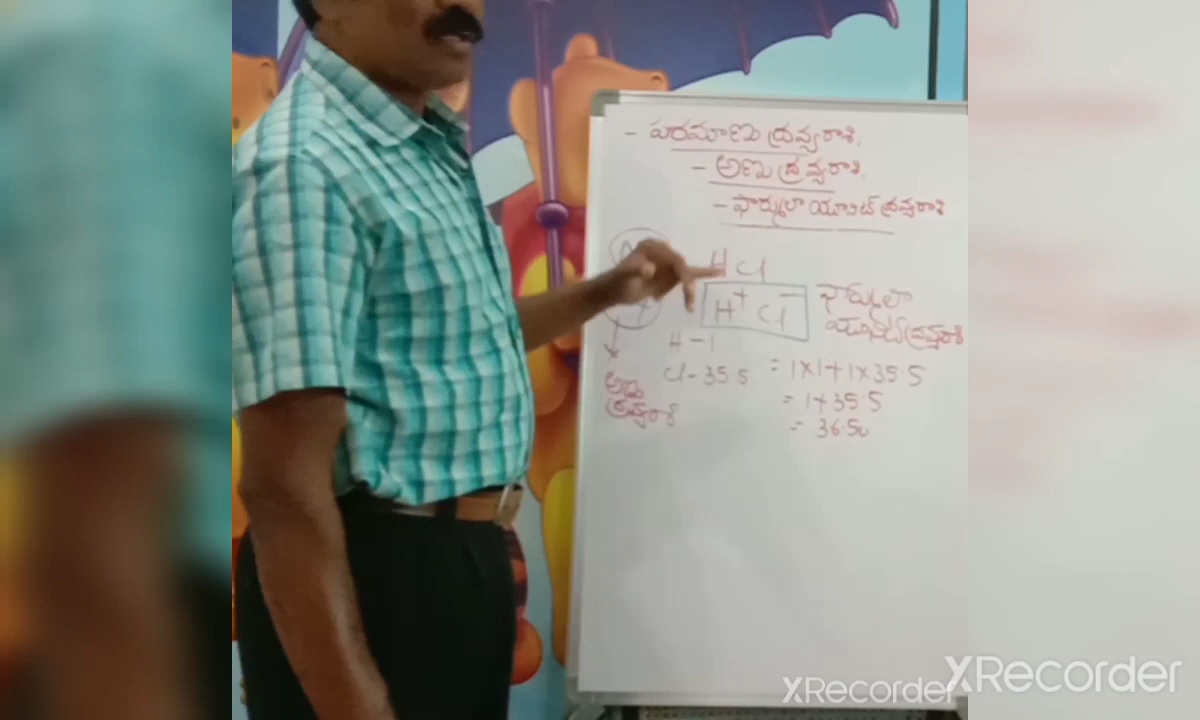 - పరమాణు ద్రవ్యరాశి,
- అణు ద్రవ్యరాశి,
- ఫార్ములా యూనిట్ ద్రవ్యరాశి
H Cl
H⁺ Cl⁻
ఫార్ములా
యూనిట్ ద్రవ్యరాశి
H - 1
Cl - 35.5
= 1×1+1×35.5
= 1+35.5
= 36.5u
అణు
ద్రవ్యరాశి
XRecorder
XRecorder